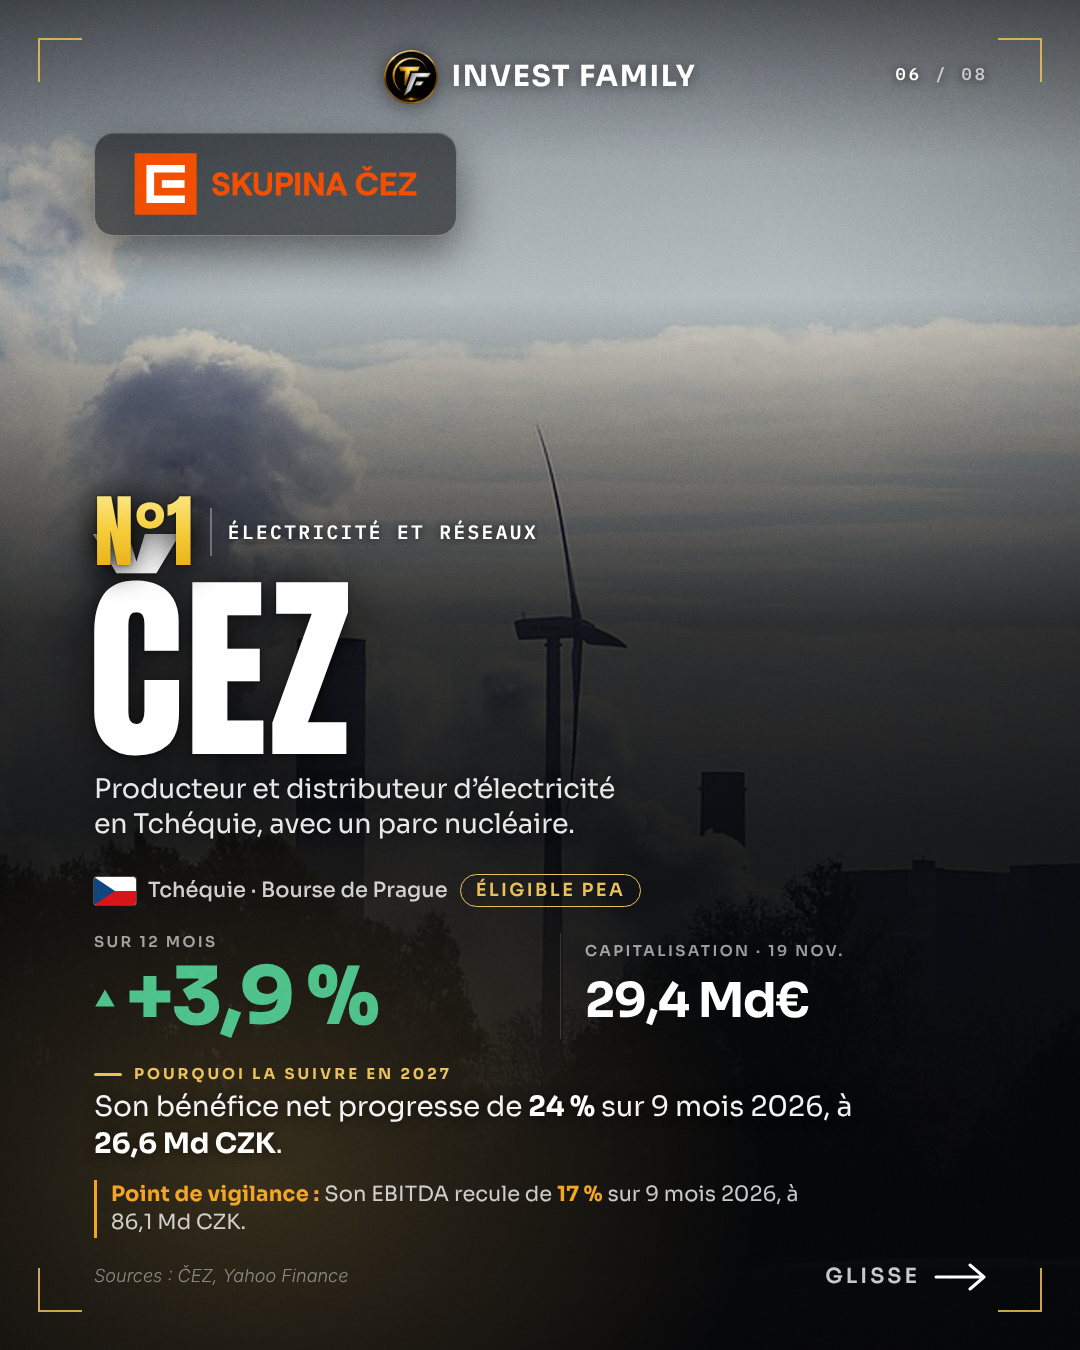 INVEST FAMILY
06 / 08
SKUPINA ČEZ
Nº1
ÉLECTRICITÉ ET RÉSEAUX
ČEZ
Producteur et distributeur d’électricité
en Tchéquie, avec un parc nucléaire.
Tchéquie · Bourse de Prague
ÉLIGIBLE PEA
SUR 12 MOIS
▲ +3,9 %
CAPITALISATION · 19 NOV.
29,4 Md€
POURQUOI LA SUIVRE EN 2027
Son bénéfice net progresse de 24 % sur 9 mois 2026, à
26,6 Md CZK.
Point de vigilance : Son EBITDA recule de 17 % sur 9 mois 2026, à
86,1 Md CZK.
Sources : ČEZ, Yahoo Finance
GLISSE →